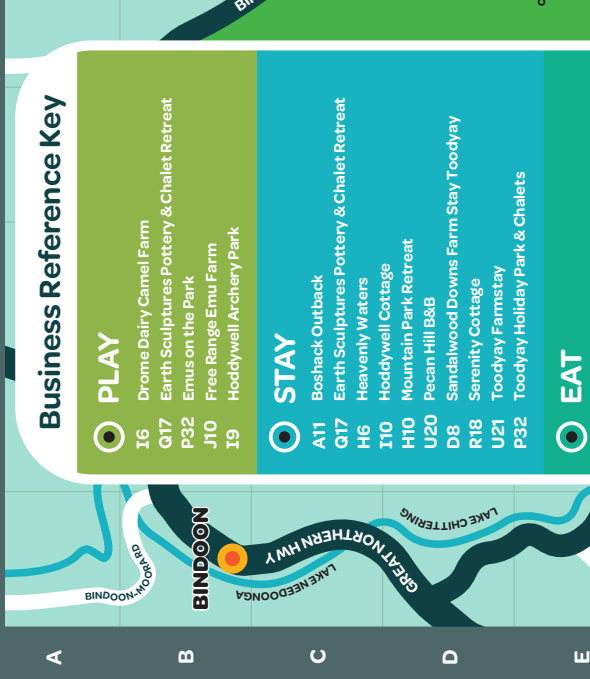 Business Reference Key
PLAY
I6 Drome Dairy Camel Farm
Q17 Earth Sculptures Pottery & Chalet Retreat
P32 Emus on the Park
J10 Free Range Emu Farm
I9 Hoddywell Archery Park
STAY
A11 Boshack Outback
Q17 Earth Sculptures Pottery & Chalet Retreat
H6 Heavenly Waters
I10 Hoddywell Cottage
H10 Mountain Park Retreat
U20 Pecan Hill B&B
D8 Sandalwood Downs Farm Stay Toodyay
R18 Serenity Cottage
U21 Toodyay Farmstay
P32 Toodyay Holiday Park & Chalets
EAT
BINDOON-MOORA RD
BINDOON
LAKE NEEDOONGA
GREAT NORTHERN HWY
LAKE CHITTERING
A
B
C
D
E